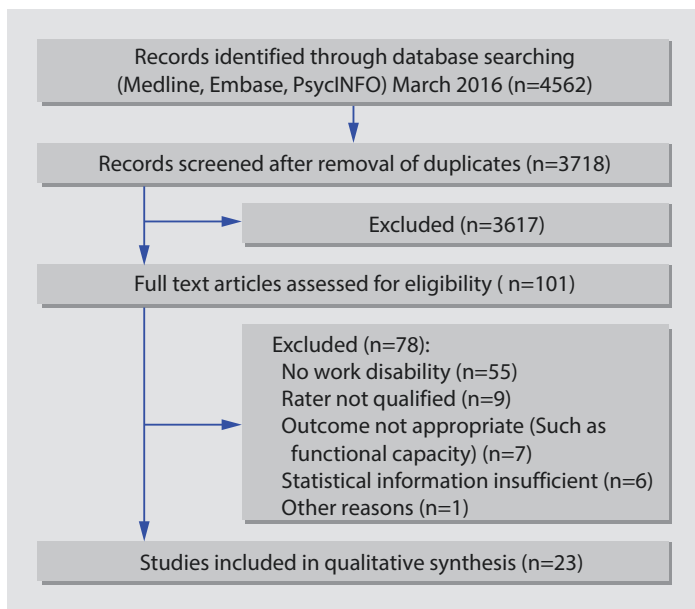 Records identified through database searching
(Medline, Embase, PsycINFO) March 2016 (n=4562)
Records screened after removal of duplicates (n=3718)
Excluded (n=3617)
Full text articles assessed for eligibility ( n=101)
Excluded (n=78):
No work disability (n=55)
Rater not qualified (n=9)
Outcome not appropriate (Such as
functional capacity) (n=7)
Statistical information insufficient (n=6)
Other reasons (n=1)
Studies included in qualitative synthesis (n=23)